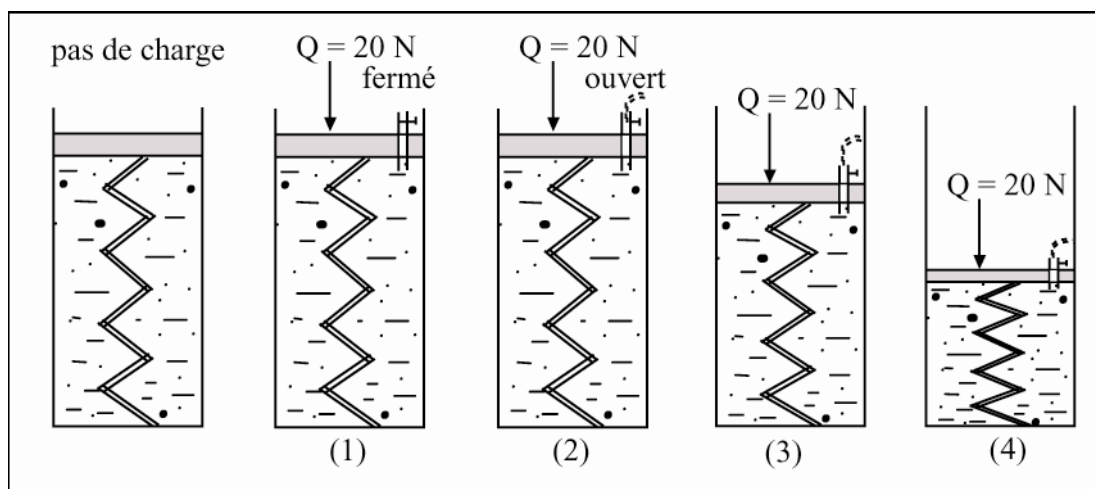 pas de charge
Q = 20 N
fermé
Q = 20 N
ouvert
Q = 20 N
Q = 20 N
(1)
(2)
(3)
(4)